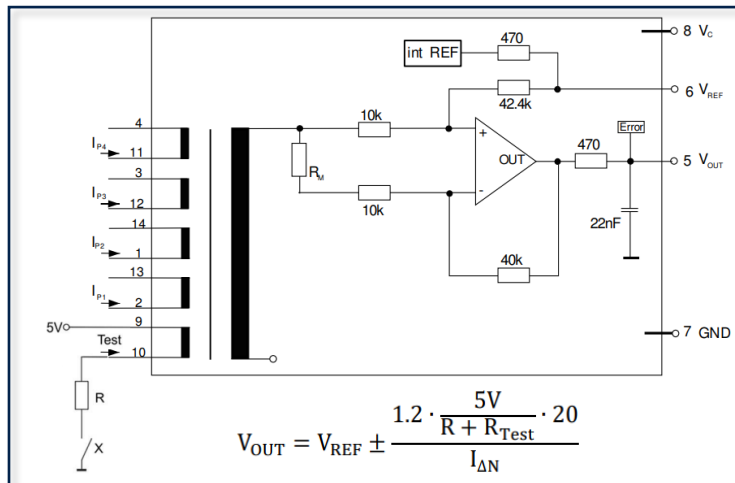 8 V_C
470
int REF
6 V_REF
42.4k
10k
4
I_P4
11
+
Error
470
OUT
5 V_OUT
3
R_M
I_P3
12
-
10k
14
22nF
I_P2
1
40k
13
I_P1
2
5V
9
7 GND
Test
10
R
X
V_OUT = V_REF ± (1.2 · 5V/(R + R_Test) · 20)/I_ΔN